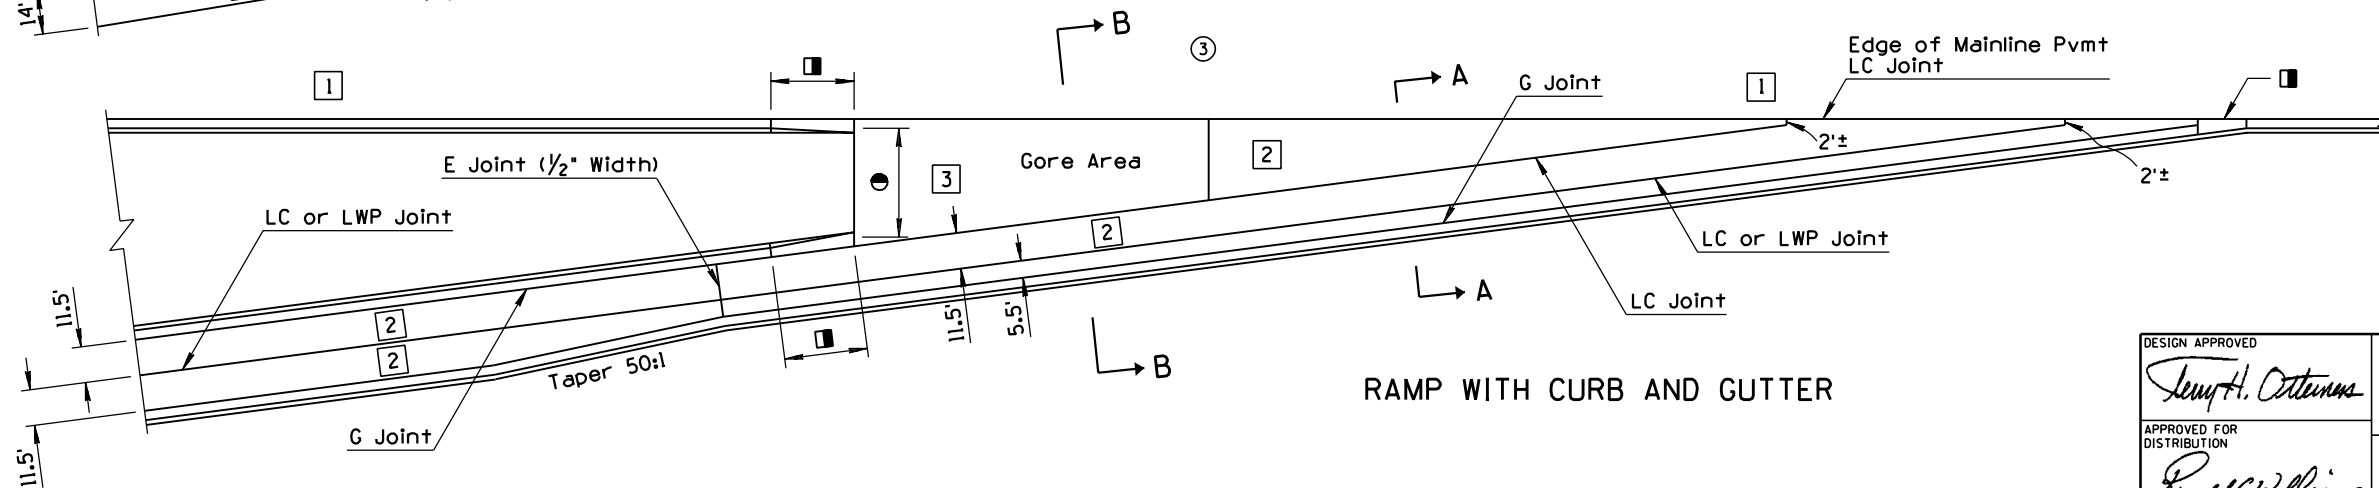 14'
B
3
Edge of Mainline Pvmt
LC Joint
1
A
G Joint
1
2'±
E Joint (1/2" Width)
3
Gore Area
2
2'±
LC or LWP Joint
2
LC or LWP Joint
11.5'
2
2
11.5'
5.5'
A
LC Joint
Taper 50:1
B
RAMP WITH CURB AND GUTTER
G Joint
11.5'
DESIGN APPROVED
APPROVED FOR
DISTRIBUTION